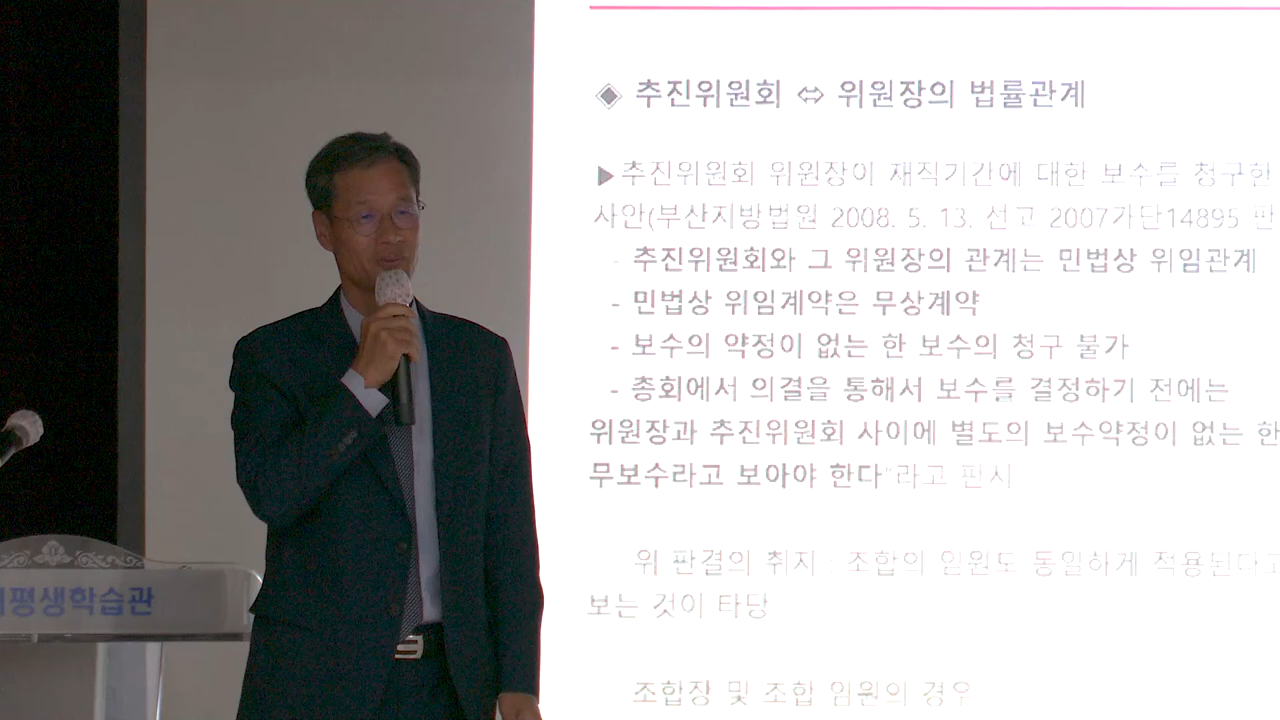 ◈ 추진위원회 ⇔ 위원장의 법률관계
▶추진위원회 위원장이 재직기간에 대한 보수를 청구한
사안(부산지방법원 2008. 5. 13. 선고 2007가단14895 판
- 추진위원회와 그 위원장의 관계는 민법상 위임관계
- 민법상 위임계약은 무상계약
- 보수의 약정이 없는 한 보수의 청구 불가
- 총회에서 의결을 통해서 보수를 결정하기 전에는
위원장과 추진위원회 사이에 별도의 보수약정이 없는 한
무보수라고 보아야 한다"라고 판시
위 판결의 취지 : 조합의 임원도 동일하게 적용된다고
보는 것이 타당
조합장 및 조합 임원의 경우
평생학습관